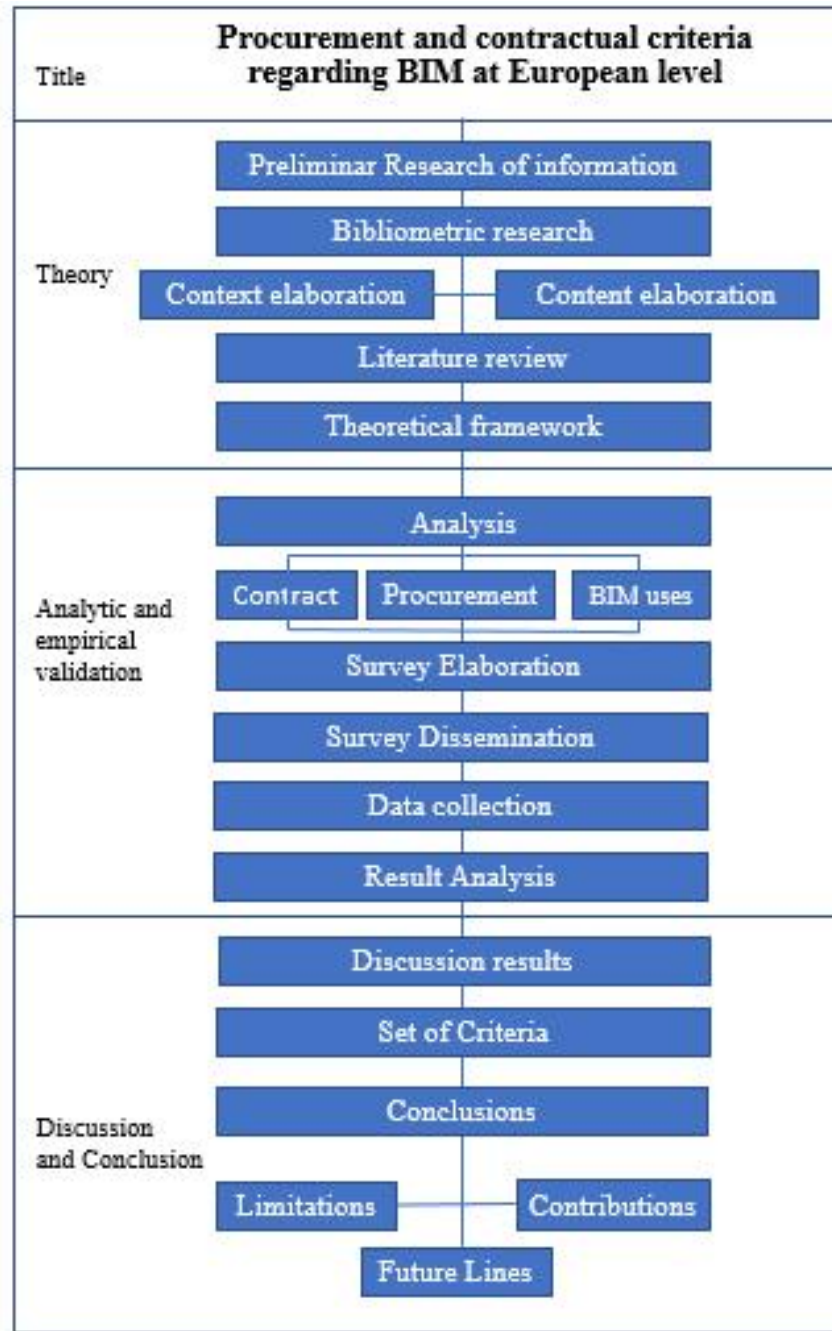 Procurement and contractual criteria
regarding BIM at European level
Title
Preliminar Research of information
Bibliometric research
Theory
Context elaboration
Content elaboration
Literature review
Theoretical framework
Analysis
Analytic and
empirical
validation
Contract
Procurement
BIM uses
Survey Elaboration
Survey Dissemination
Data collection
Result Analysis
Discussion results
Set of Criteria
Conclusions
Discussion
and Conclusion
Limitations
Contributions
Future Lines